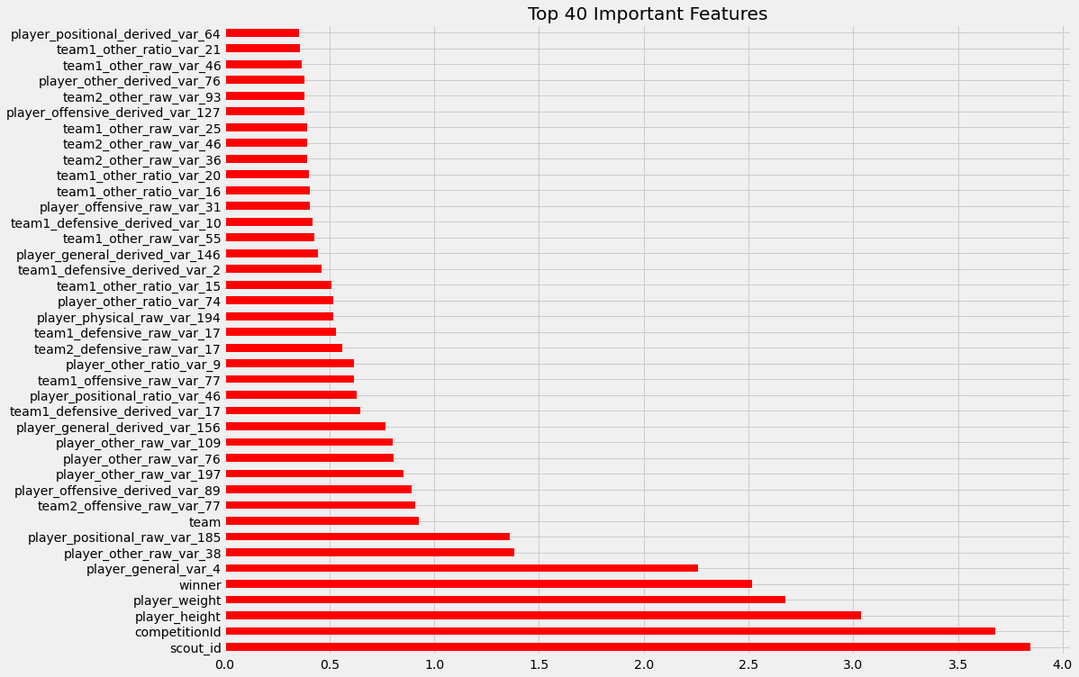 Top 40 Important Features
player_positional_derived_var_64
team1_other_ratio_var_21
team1_other_raw_var_46
player_other_derived_var_76
team2_other_raw_var_93
player_offensive_derived_var_127
team1_other_raw_var_25
team2_other_raw_var_46
team2_other_raw_var_36
team1_other_ratio_var_20
team1_other_ratio_var_16
player_offensive_raw_var_31
team1_defensive_derived_var_10
team1_other_raw_var_55
player_general_derived_var_146
team1_defensive_derived_var_2
team1_other_ratio_var_15
player_other_ratio_var_74
player_physical_raw_var_194
team1_defensive_raw_var_17
team2_defensive_raw_var_17
player_other_ratio_var_9
team1_offensive_raw_var_77
player_positional_ratio_var_46
team1_defensive_derived_var_17
player_general_derived_var_156
player_other_raw_var_109
player_other_raw_var_76
player_other_raw_var_197
player_offensive_derived_var_89
team2_offensive_raw_var_77
team
player_positional_raw_var_185
player_other_raw_var_38
player_general_var_4
winner
player_weight
player_height
competitionId
scout_id
0.0 0.5 1.0 1.5 2.0 2.5 3.0 3.5 4.0